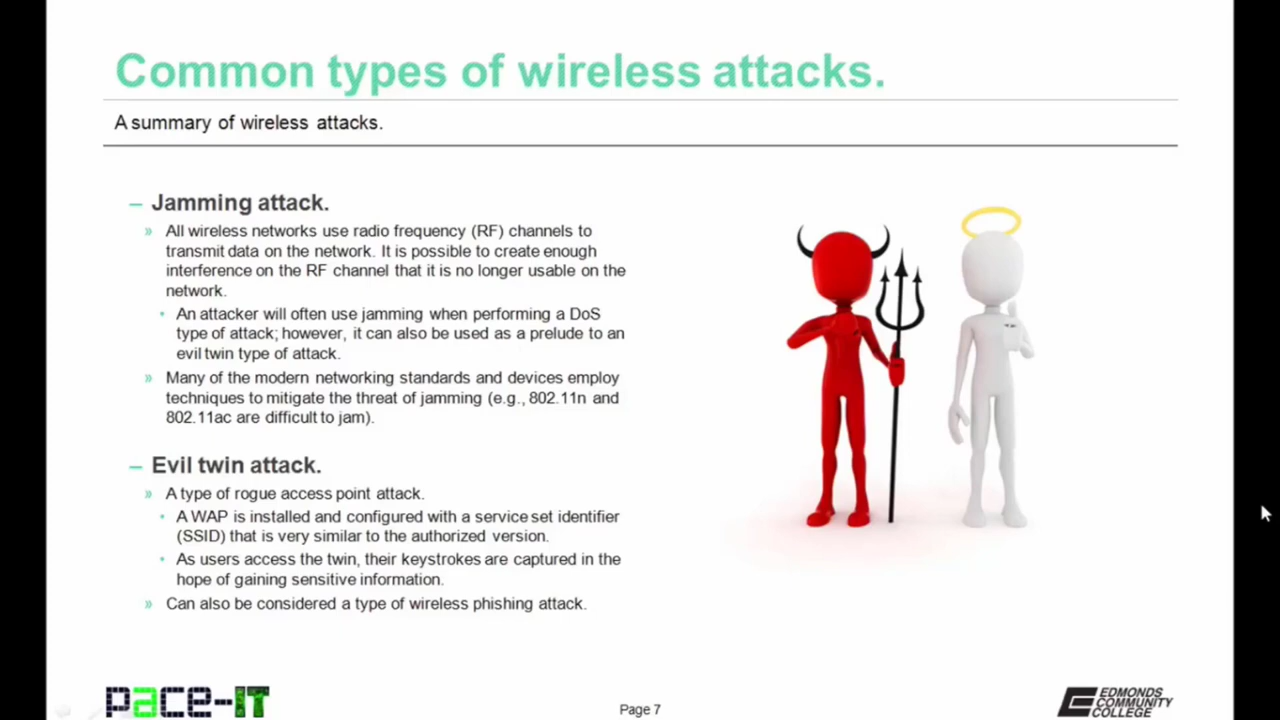 Common types of wireless attacks.
A summary of wireless attacks.
– Jamming attack.
» All wireless networks use radio frequency (RF) channels to
transmit data on the network. It is possible to create enough
interference on the RF channel that it is no longer usable on the
network.
• An attacker will often use jamming when performing a DoS
type of attack; however, it can also be used as a prelude to an
evil twin type of attack.
» Many of the modern networking standards and devices employ
techniques to mitigate the threat of jamming (e.g., 802.11n and
802.11ac are difficult to jam).
– Evil twin attack.
» A type of rogue access point attack.
• A WAP is installed and configured with a service set identifier
(SSID) that is very similar to the authorized version.
• As users access the twin, their keystrokes are captured in the
hope of gaining sensitive information.
» Can also be considered a type of wireless phishing attack.
pace-IT
Page 7
EDMONDS
COMMUNITY
COLLEGE